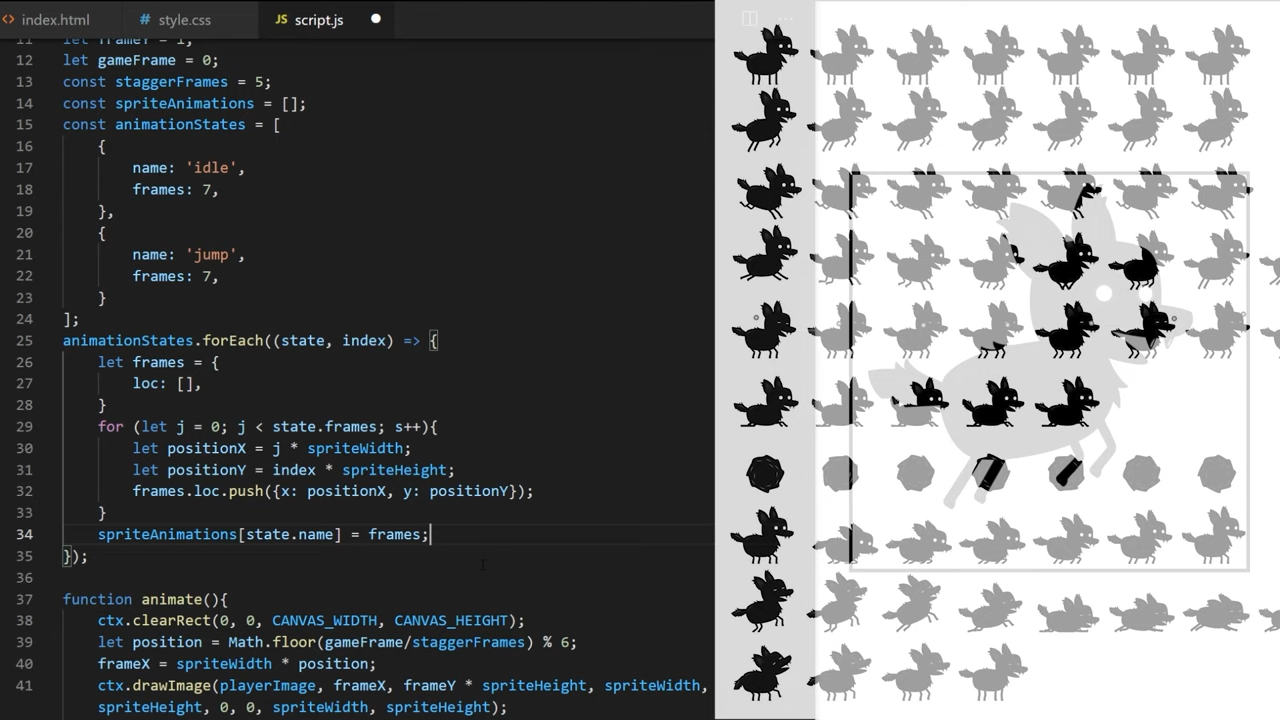 <> index.html
# style.css
JS script.js
11 let frameY = 1;
12 let gameFrame = 0;
13 const staggerFrames = 5;
14 const spriteAnimations = [];
15 const animationStates = [
16 {
17 name: 'idle',
18 frames: 7,
19 },
20 {
21 name: 'jump',
22 frames: 7,
23 }
24 ];
25 animationStates.forEach((state, index) => {
26 let frames = {
27 loc: [],
28 }
29 for (let j = 0; j < state.frames; s++){
30 let positionX = j * spriteWidth;
31 let positionY = index * spriteHeight;
32 frames.loc.push({x: positionX, y: positionY});
33 }
34 spriteAnimations[state.name] = frames;
35 });
36
37 function animate(){
38 ctx.clearRect(0, 0, CANVAS_WIDTH, CANVAS_HEIGHT);
39 let position = Math.floor(gameFrame/staggerFrames) % 6;
40 frameX = spriteWidth * position;
41 ctx.drawImage(playerImage, frameX, frameY * spriteHeight, spriteWidth,
spriteHeight, 0, 0, spriteWidth, spriteHeight);